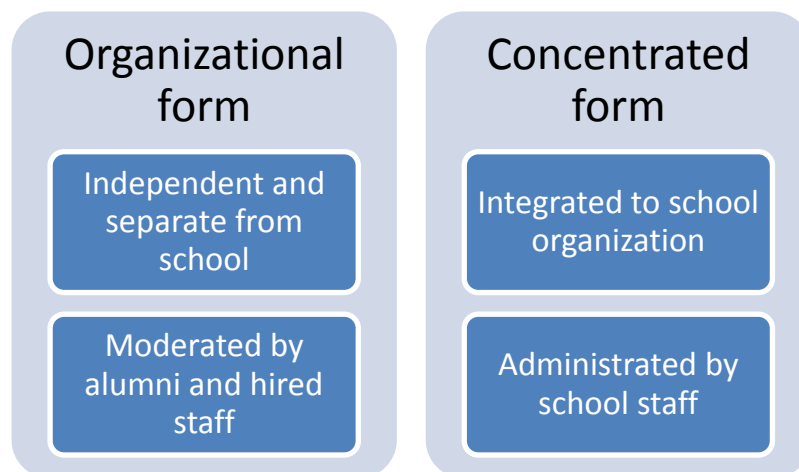 Organizational
form
Independent and
separate from
school
Moderated by
alumni and hired
staff
Concentrated
form
Integrated to school
organization
Administrated by
school staff